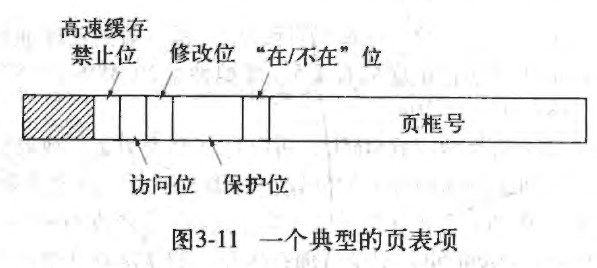 高速缓存
禁止位 修改位 “在/不在”位
页框号
访问位 保护位
图3-11 一个典型的页表项